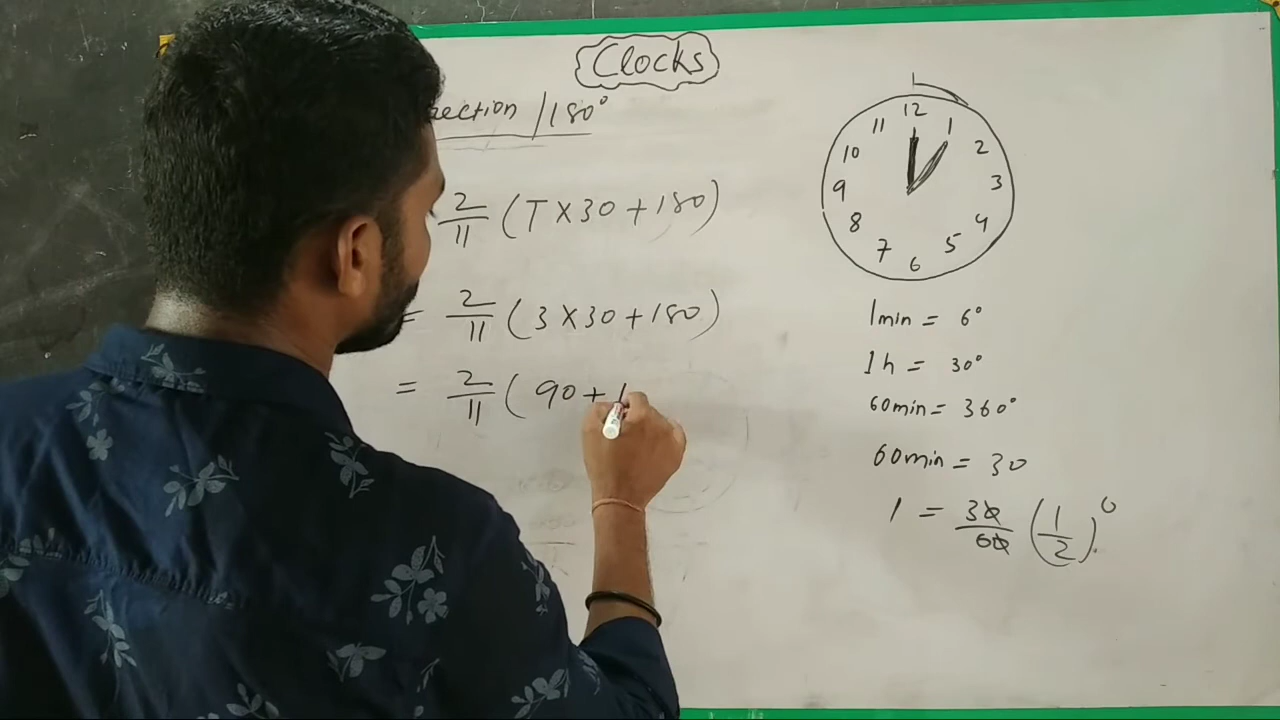 Clocks
/180°
2/11 (T X 30 + 180)
= 2/11 (3 X 30 + 180)
= 2/11 ( 90 + 1
12
11 1
10 2
9 3
8 4
7 5
6
1min = 6°
1h = 30°
60min = 360°
60min = 30
1 = 30/60 (1/2)°